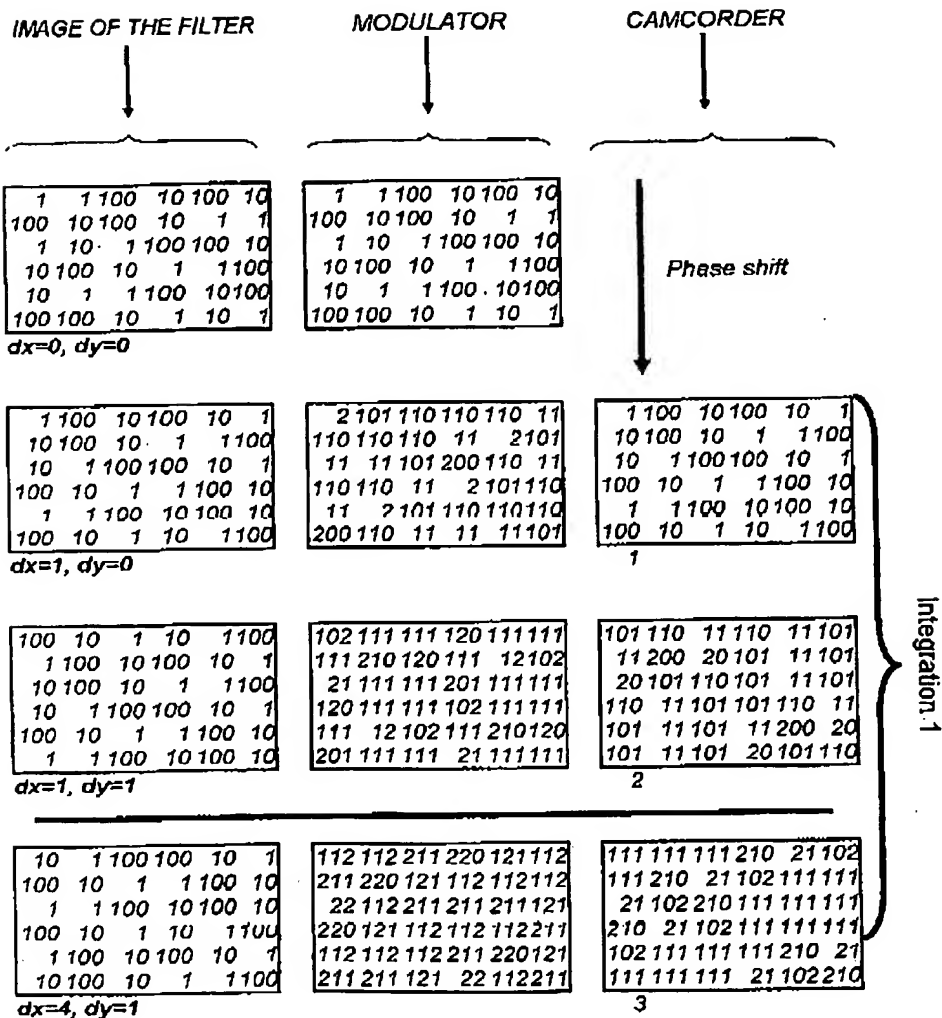 IMAGE OF THE FILTER
MODULATOR
CAMCORDER
1 1 100 10 100 10
100 10 100 10 1 1
1 10 1 100 100 10
10 100 10 1 1 100
10 1 1 100 10 100
100 100 10 1 10 1
dx=0, dy=0
1 1 100 10 100 10
100 10 100 10 1 1
1 10 1 100 100 10
10 100 10 1 1 100
10 1 1 100 10 100
100 100 10 1 10 1
Phase shift
1 100 10 100 10 1
10 100 10 1 1 100
10 1 100 100 10 1
100 10 1 1 100 10
1 1 100 10 100 10
100 10 1 10 1 100
dx=1, dy=0
2 101 110 110 110 11
110 110 110 11 2 101
11 11 101 200 110 11
110 110 11 2 101 110
11 2 101 110 110 110
200 110 11 11 11 101
1 100 10 100 10 1
10 100 10 1 1 100
10 1 100 100 10 1
100 10 1 1 100 10
1 1 100 10 100 10
100 10 1 10 1 100
1
100 10 1 10 1 100
1 100 10 100 10 1
10 100 10 1 1 100
10 1 100 100 10 1
100 10 1 1 100 10
1 1 100 10 100 10
dx=1, dy=1
102 111 111 120 111 111
111 210 120 111 12 102
21 111 111 201 111 111
120 111 111 102 111 111
111 12 102 111 210 120
201 111 111 21 111 111
101 110 11 110 11 101
11 200 20 101 11 101
20 101 110 101 11 101
110 11 101 101 110 11
101 11 101 11 200 20
101 11 101 20 101 110
2
Integration.1
10 1 100 100 10 1
100 10 1 1 100 10
1 1 100 10 100 10
100 10 1 10 1 100
1 100 10 100 10 1
10 100 10 1 1 100
dx=4, dy=1
112 112 211 220 121 112
211 220 121 112 112 112
22 112 211 211 211 121
220 121 112 112 112 211
112 112 112 211 220 121
211 211 121 22 112 211
111 111 111 210 21 102
111 210 21 102 111 111
21 102 210 111 111 111
210 21 102 111 111 111
102 111 111 111 210 21
111 111 111 21 102 210
3